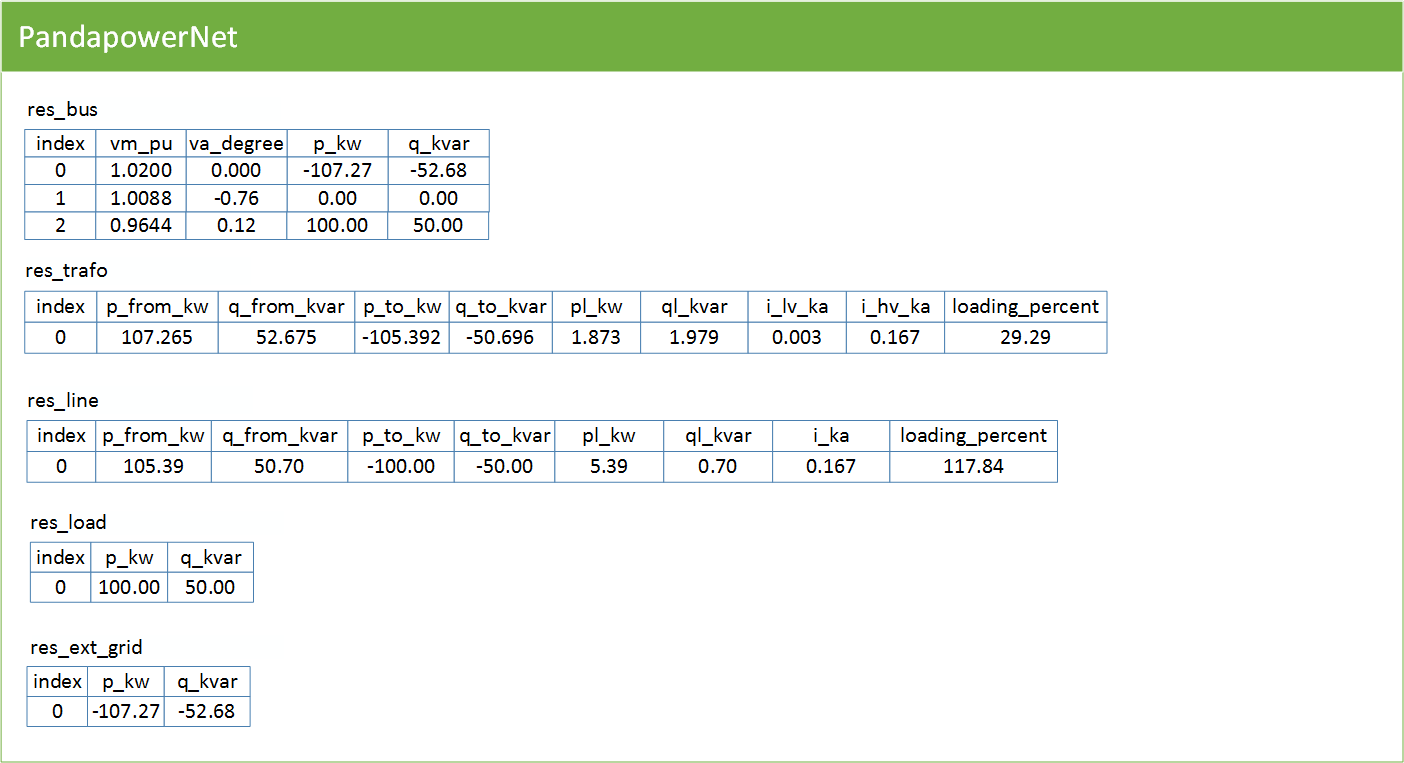 PandapowerNet
res_bus
index vm_pu va_degree p_kw q_kvar
0 1.0200 0.000 -107.27 -52.68
1 1.0088 -0.76 0.00 0.00
2 0.9644 0.12 100.00 50.00
res_trafo
index p_from_kw q_from_kvar p_to_kw q_to_kvar pl_kw ql_kvar i_lv_ka i_hv_ka loading_percent
0 107.265 52.675 -105.392 -50.696 1.873 1.979 0.003 0.167 29.29
res_line
index p_from_kw q_from_kvar p_to_kw q_to_kvar pl_kw ql_kvar i_ka loading_percent
0 105.39 50.70 -100.00 -50.00 5.39 0.70 0.167 117.84
res_load
index p_kw q_kvar
0 100.00 50.00
res_ext_grid
index p_kw q_kvar
0 -107.27 -52.68